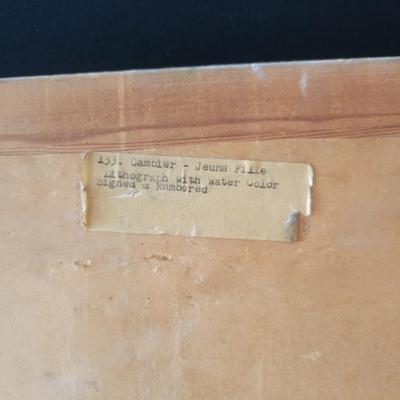 133. Cambier - Jeune Fille
Lithograph with Water Color
Signed & Numbered